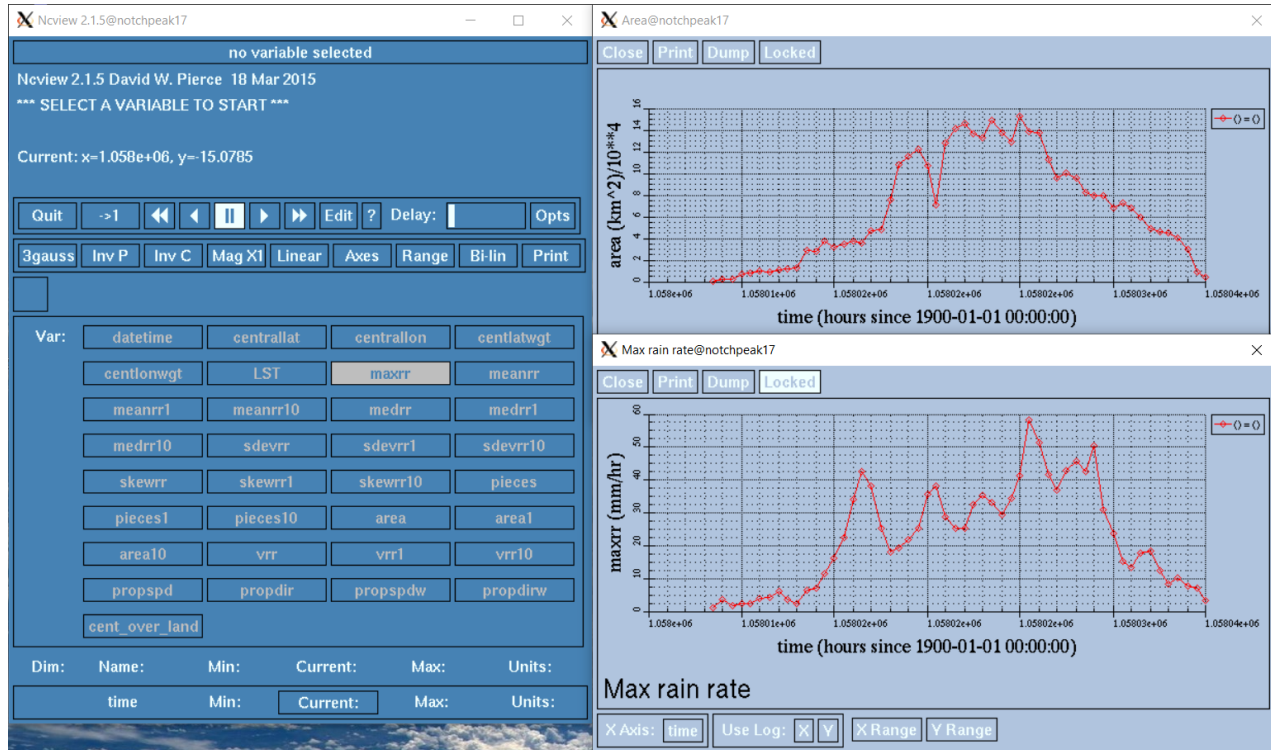 Ncview 2.1.5@notchpeak17
no variable selected
Ncview 2.1.5 David W. Pierce 18 Mar 2015
*** SELECT A VARIABLE TO START ***
Current: x=1.058e+06, y=-15.0785
Quit ->1 Edit ? Delay: Opts
3gauss Inv P Inv C Mag X1 Linear Axes Range Bi-lin Print
Var: datetime centrallat centrallon centlatwgt
centlonwgt LST maxrr meanrr
meanrr1 meanrr10 medrr medrr1
medrr10 sdevrr sdevrr1 sdevrr10
skewrr skewrr1 skewrr10 pieces
pieces1 pieces10 area area1
area10 vrr vrr1 vrr10
propspd propdir propspdw propdirw
cent_over_land
Dim: Name: Min: Current: Max: Units:
time Min: Current: Max: Units:
Area@notchpeak17
Close Print Dump Locked
16
14
12
10
8
6
4
2
0
area (km^2)/10**4
()=()
1.058e+06 1.05801e+06 1.05802e+06 1.05802e+06 1.05802e+06 1.05803e+06 1.05804e+06
time (hours since 1900-01-01 00:00:00)
Max rain rate@notchpeak17
Close Print Dump Locked
60
50
40
30
20
10
0
maxrr (mm/hr)
()=()
1.058e+06 1.05801e+06 1.05802e+06 1.05802e+06 1.05802e+06 1.05803e+06 1.05804e+06
time (hours since 1900-01-01 00:00:00)
Max rain rate
X Axis: time Use Log: X Y X Range Y Range